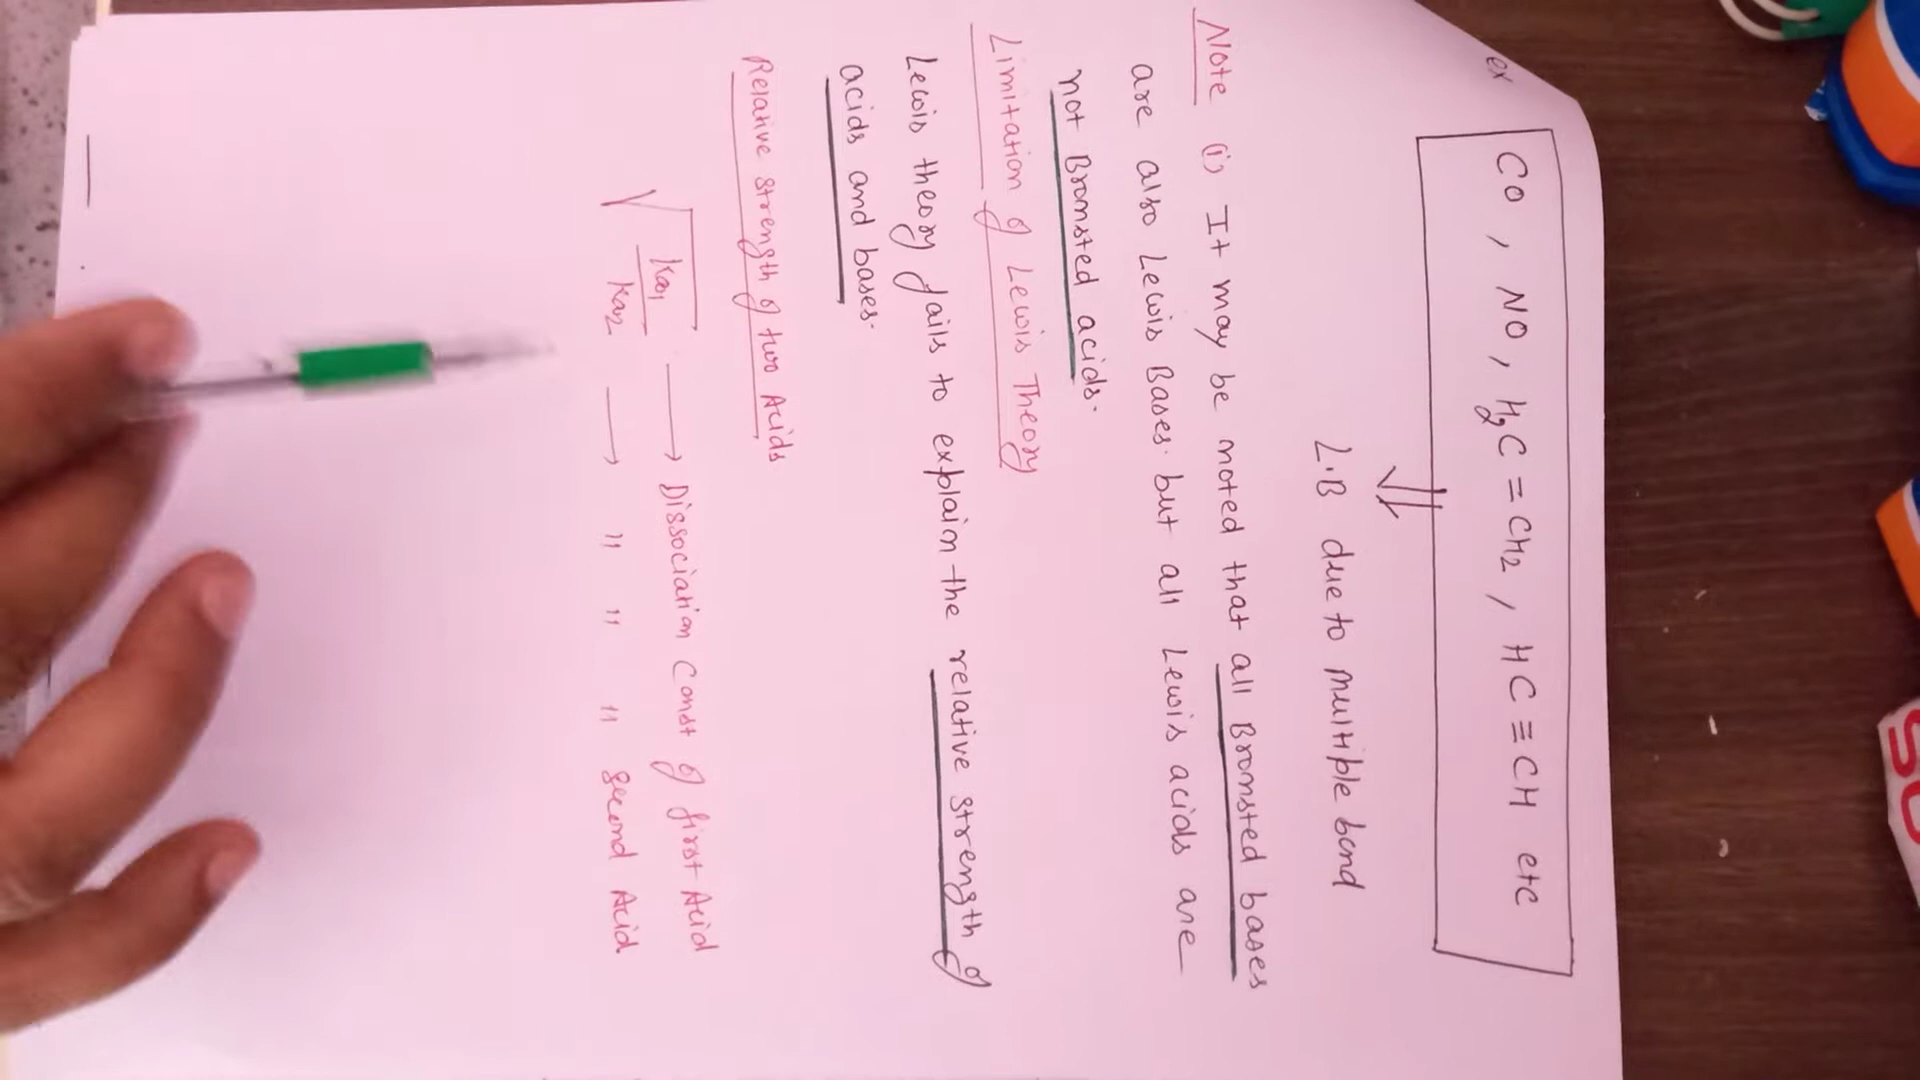 ex
CO , NO , H2C = CH2 , HC ≡ CH etc
L.B due to multiple bond
Note (i) It may be noted that all Bronsted bases
are also Lewis Bases. but all Lewis acids are
not Bronsted acids.
Limitation of Lewis Theory
Lewis theory fails to explain the relative strength of
acids and bases.
Relative strength of two Acids
√ Ka1 → Dissociation Const of first Acid
Ka2 → " " " second Acid